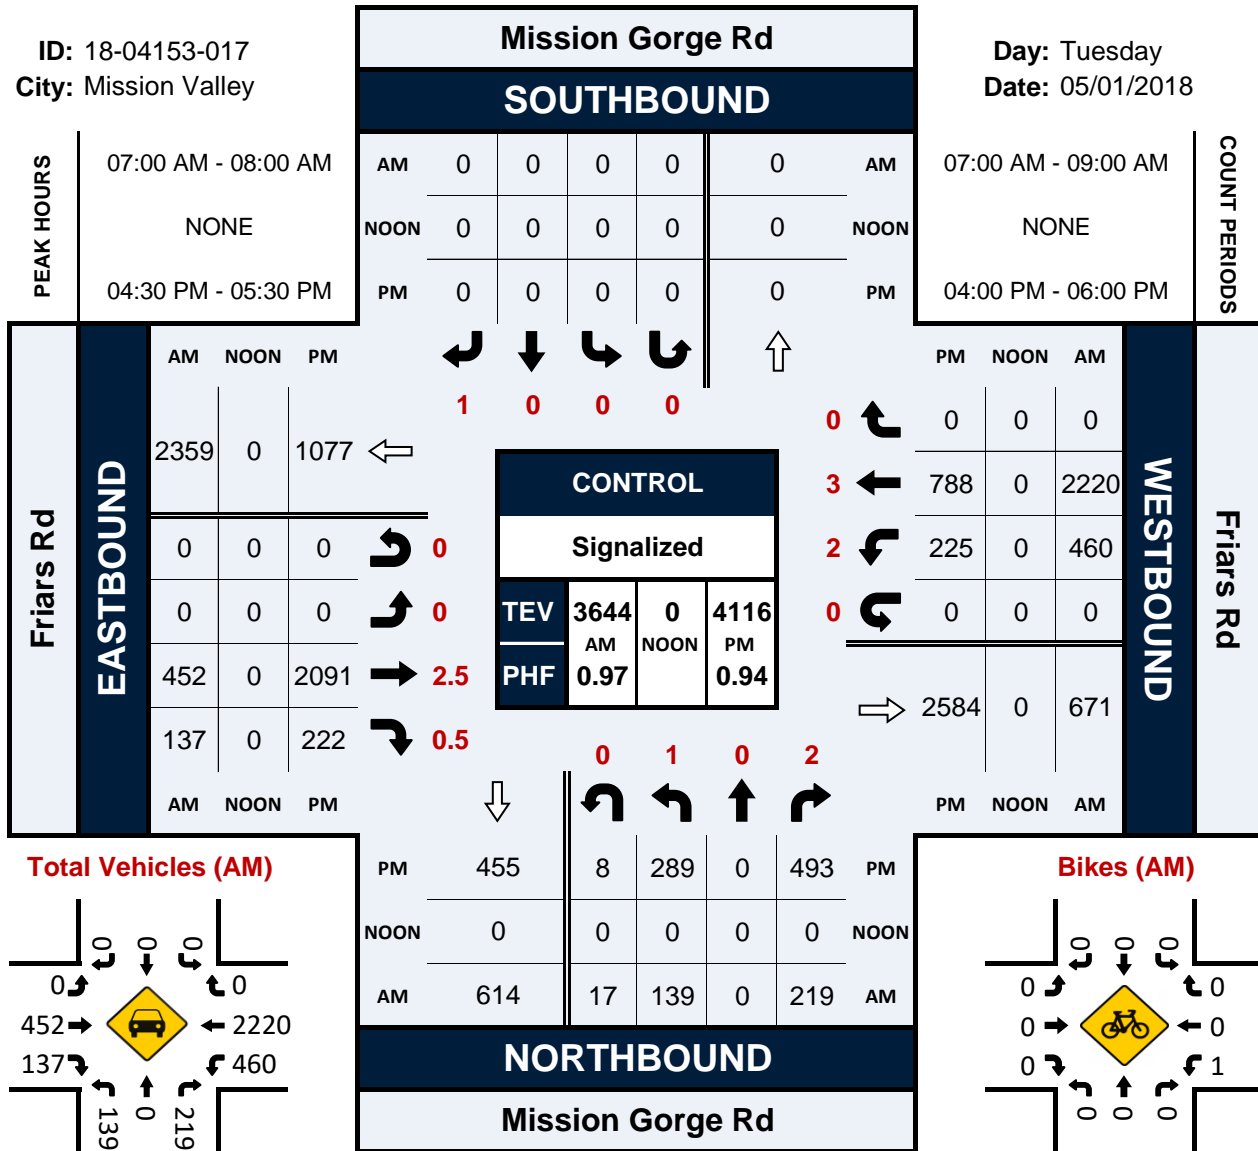 ID: 18-04153-017
City: Mission Valley
Mission Gorge Rd
SOUTHBOUND
Day: Tuesday
Date: 05/01/2018
PEAK HOURS
07:00 AM - 08:00 AM
NONE
04:30 PM - 05:30 PM
AM 0 0 0 0 0 AM
NOON 0 0 0 0 0 NOON
PM 0 0 0 0 0 PM
07:00 AM - 09:00 AM
NONE
04:00 PM - 06:00 PM
COUNT PERIODS
1 0 0 0
Friars Rd
EASTBOUND
AM NOON PM
2359 0 1077
0 0 0 0
0 0 0 0
452 0 2091 2.5
137 0 222 0.5
AM NOON PM
CONTROL
Signalized
TEV 3644 0 4116
AM NOON PM
PHF 0.97 0.94
PM NOON AM
0 0 0 0
3 788 0 2220
2 225 0 460
0 0 0 0
2584 0 671
PM NOON AM
WESTBOUND
Friars Rd
0 1 0 2
PM 455 8 289 0 493 PM
NOON 0 0 0 0 0 NOON
AM 614 17 139 0 219 AM
NORTHBOUND
Mission Gorge Rd
Total Vehicles (AM)
0 0 0
0 0
452 2220
137 460
139 0 219
Bikes (AM)
0 0 0
0 0
0 0
0 1
0 0 0